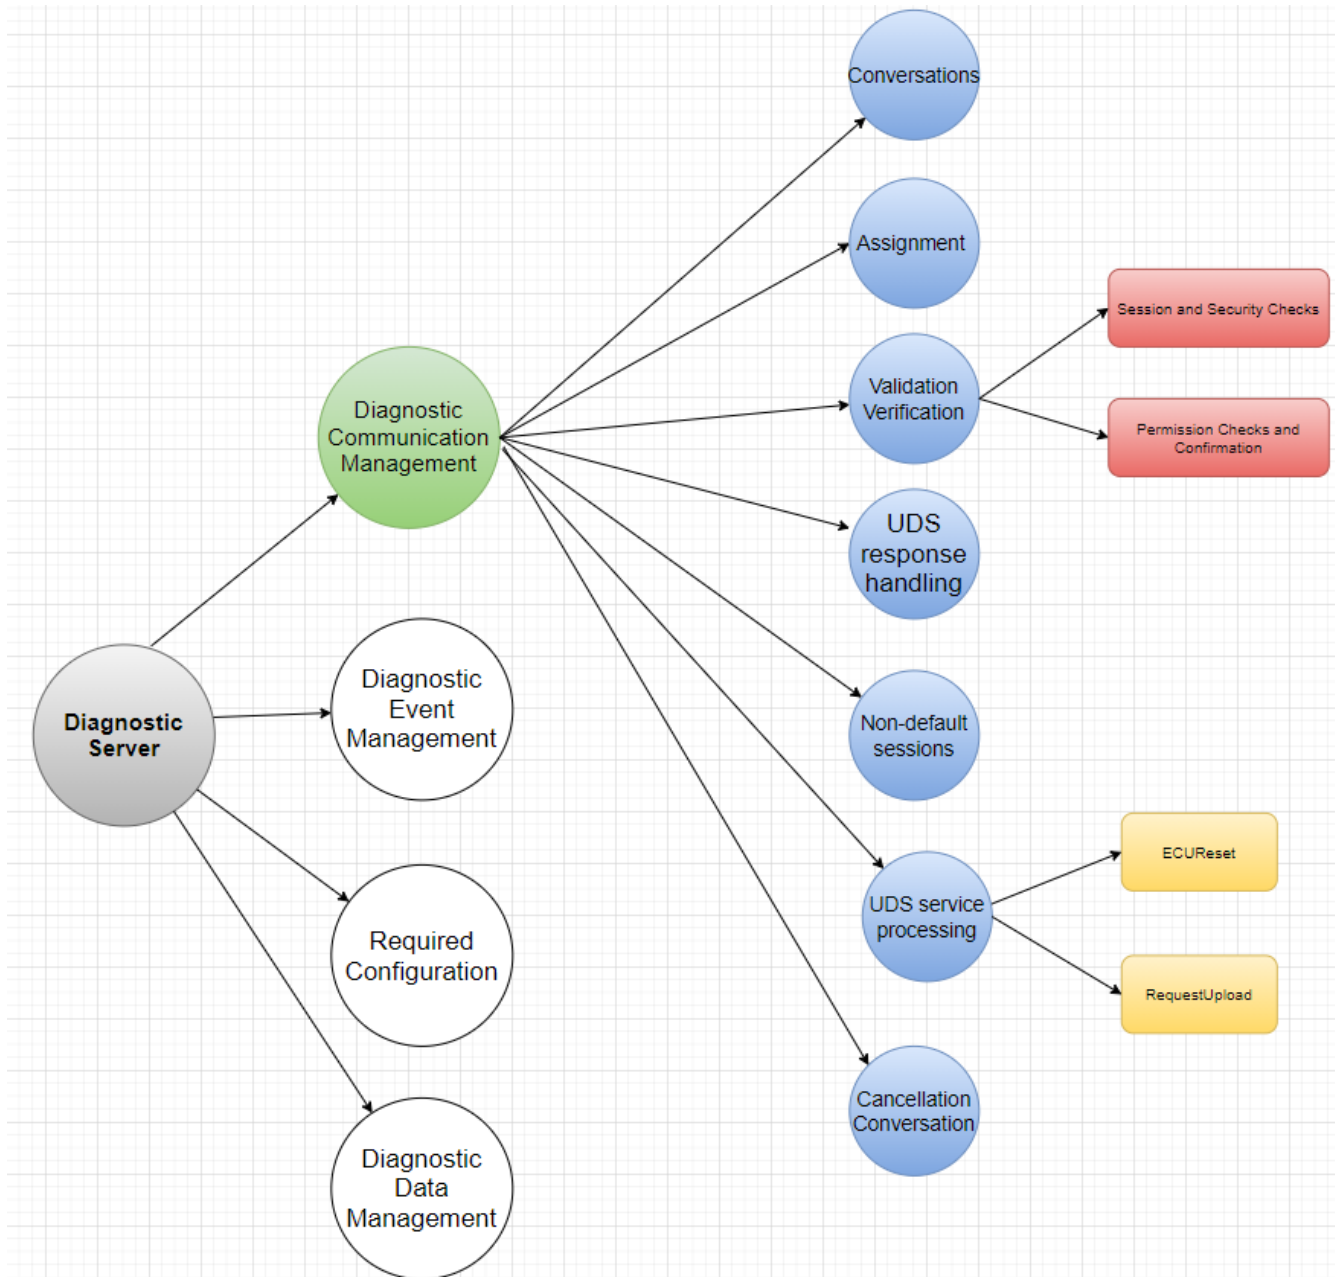 Conversations
Assignment
Session and Security Checks
Validation
Verification
Diagnostic
Communication
Management
Permission Checks and
Confirmation
UDS
response
handling
Diagnostic
Event
Management
Diagnostic
Server
Non-default
sessions
ECUReset
UDS service
processing
Required
Configuration
RequestUpload
Cancellation
Conversation
Diagnostic
Data
Management